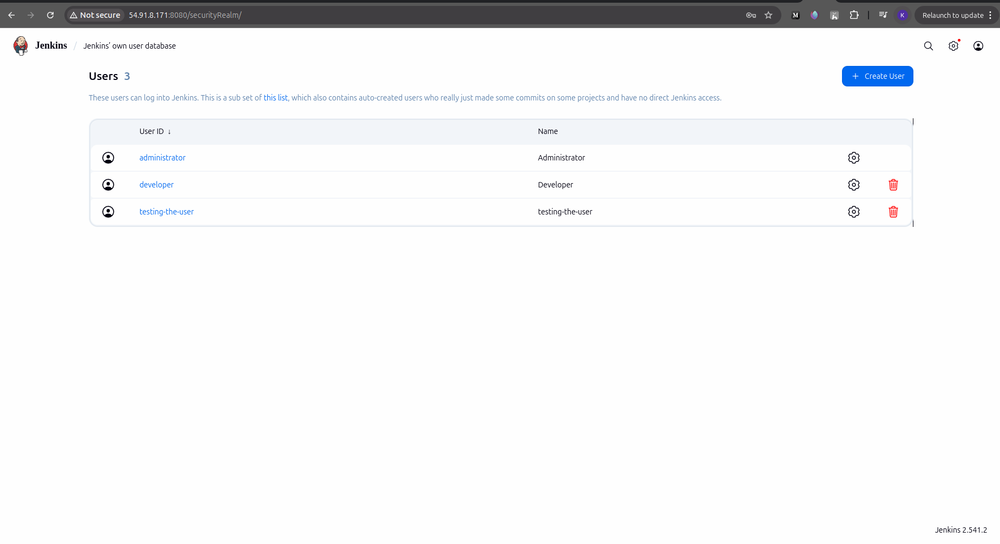 Not secure 54.91.8.171:8080/securityRealm/ M K Relaunch to update
Jenkins / Jenkins’ own user database
Users 3 + Create User
These users can log into Jenkins. This is a sub set of this list, which also contains auto-created users who really just made some commits on some projects and have no direct Jenkins access.
User ID ↓ Name
administrator Administrator
developer Developer
testing-the-user testing-the-user
Jenkins 2.541.2